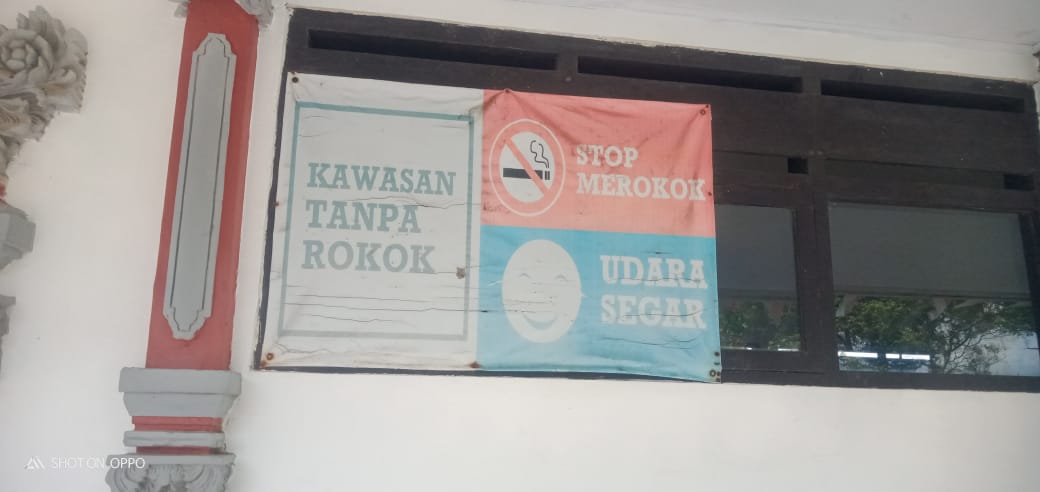 KAWASAN
TANPA
ROKOK
STOP
MEROKOK
UDARA
SEGAR
SHOT ON OPPO